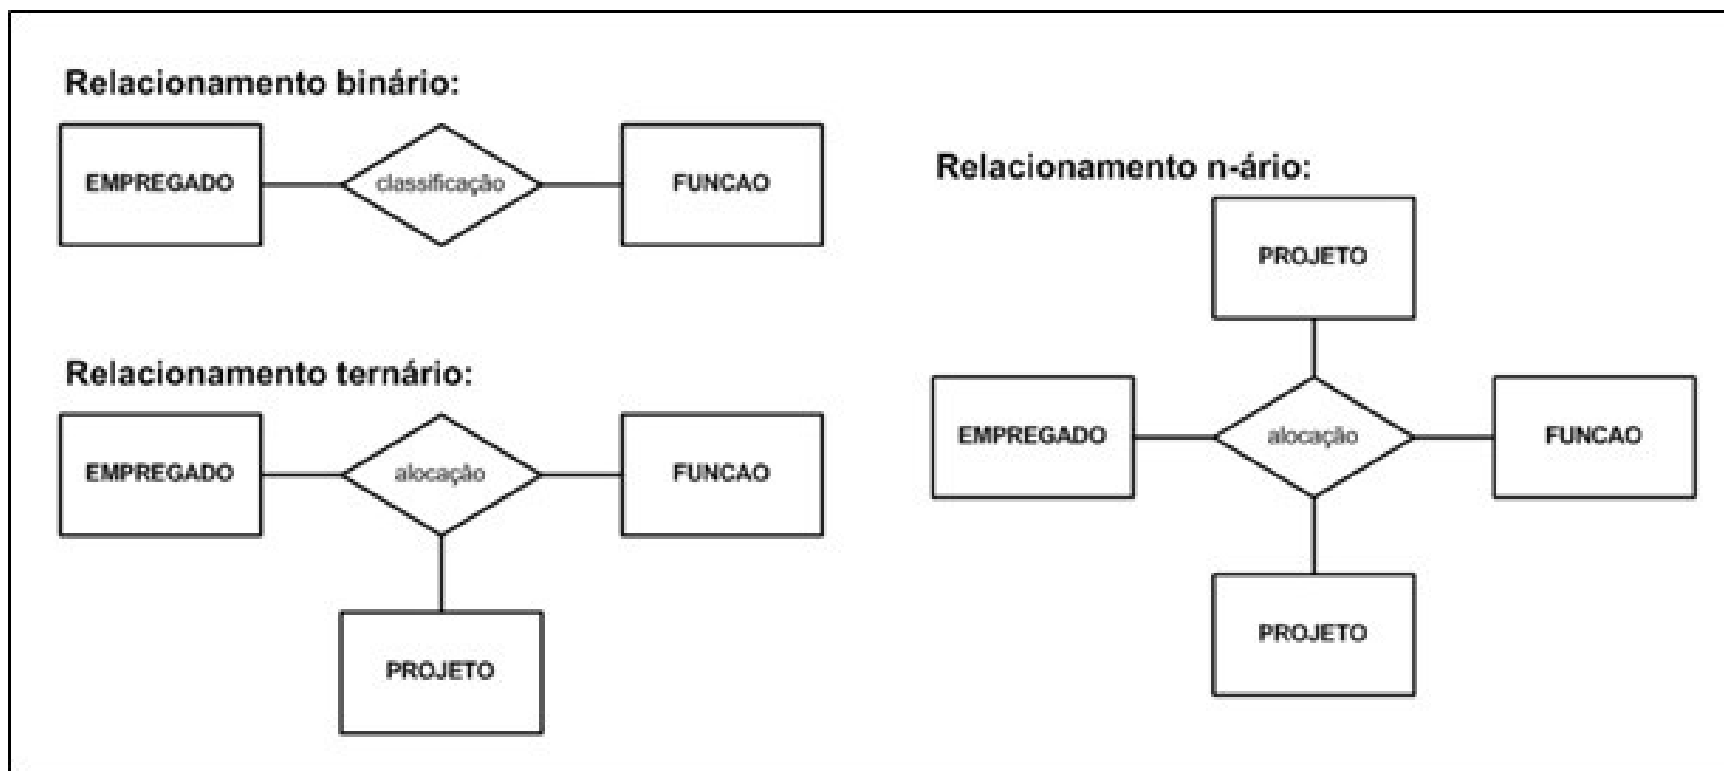 Relacionamento binário:
EMPREGADO
classificação
FUNCAO
Relacionamento ternário:
EMPREGADO
alocação
FUNCAO
PROJETO
Relacionamento n-ário:
PROJETO
EMPREGADO
alocação
FUNCAO
PROJETO